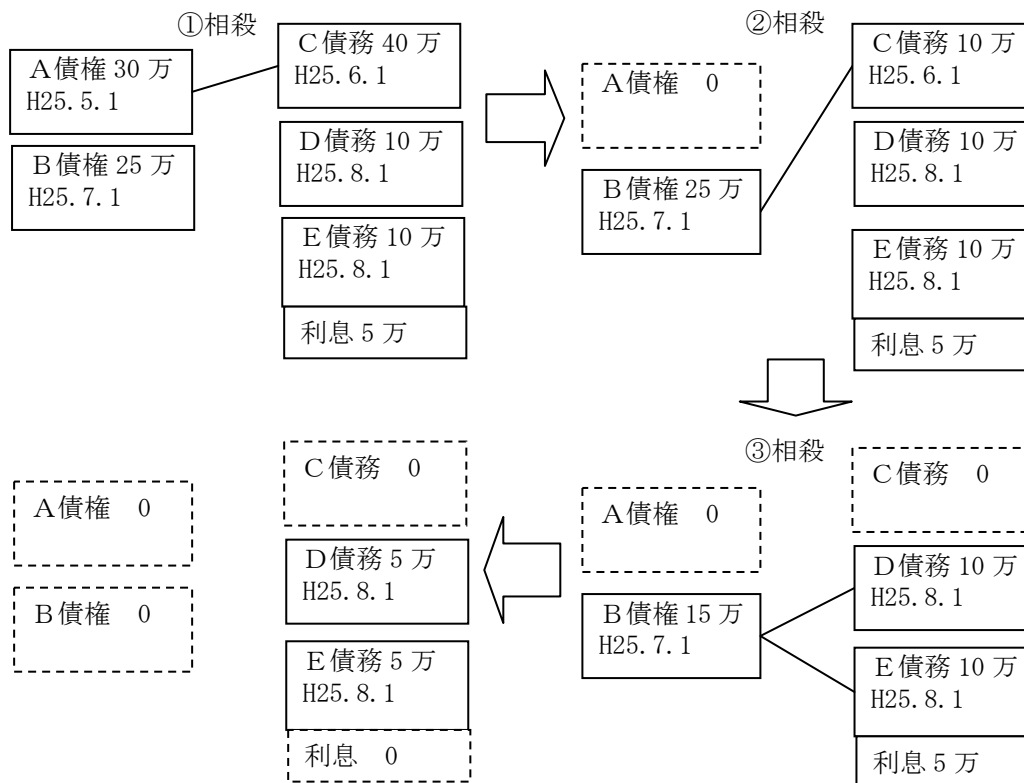 ①相殺
A債権 30 万
H25.5.1
B債権 25 万
H25.7.1
C債務 40 万
H25.6.1
D債務 10 万
H25.8.1
E債務 10 万
H25.8.1
利息 5 万
②相殺
A債権 0
B債権 25 万
H25.7.1
C債務 10 万
H25.6.1
D債務 10 万
H25.8.1
E債務 10 万
H25.8.1
利息 5 万
③相殺
A債権 0
B債権 15 万
H25.7.1
C債務 0
D債務 10 万
H25.8.1
E債務 10 万
H25.8.1
利息 5 万
A債権 0
B債権 0
C債務 0
D債務 5 万
H25.8.1
E債務 5 万
H25.8.1
利息 0